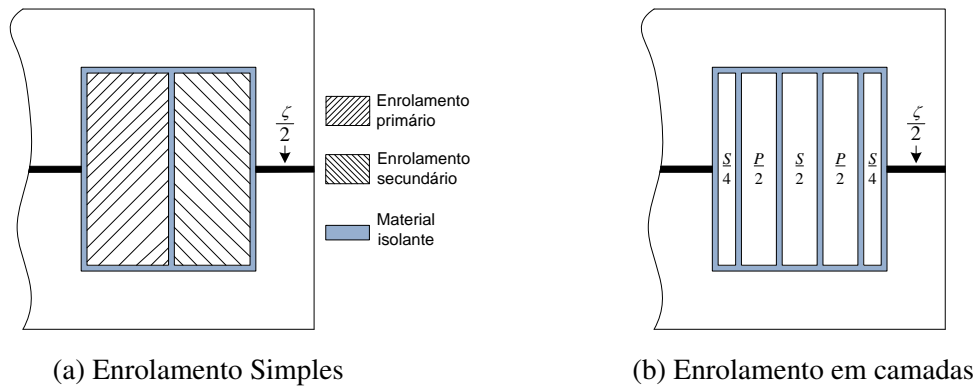 ζ/2
Enrolamento
primário
Enrolamento
secundário
Material
isolante
(a) Enrolamento Simples
ζ/2
S/4 P/2 S/2 P/2 S/4
(b) Enrolamento em camadas